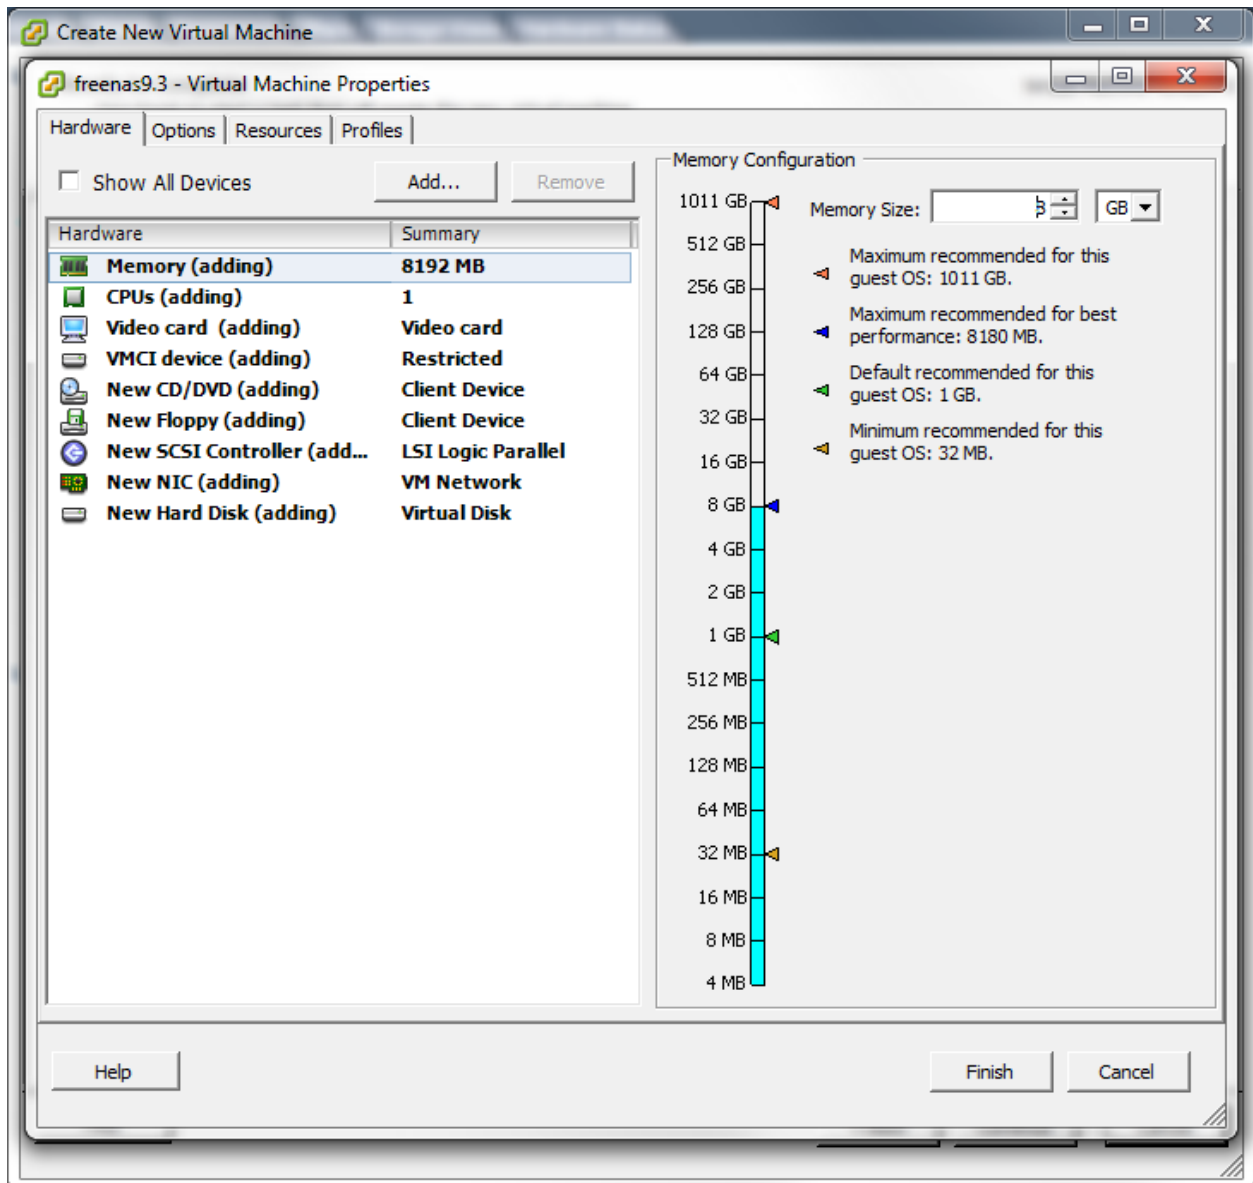 Create New Virtual Machine
freenas9.3 - Virtual Machine Properties
Hardware Options Resources Profiles
Show All Devices Add... Remove
Hardware Summary
Memory (adding) 8192 MB
CPUs (adding) 1
Video card (adding) Video card
VMCI device (adding) Restricted
New CD/DVD (adding) Client Device
New Floppy (adding) Client Device
New SCSI Controller (add... LSI Logic Parallel
New NIC (adding) VM Network
New Hard Disk (adding) Virtual Disk
Memory Configuration
Memory Size: 8 GB
1011 GB
512 GB
256 GB
128 GB
64 GB
32 GB
16 GB
8 GB
4 GB
2 GB
1 GB
512 MB
256 MB
128 MB
64 MB
32 MB
16 MB
8 MB
4 MB
Maximum recommended for this
guest OS: 1011 GB.
Maximum recommended for best
performance: 8180 MB.
Default recommended for this
guest OS: 1 GB.
Minimum recommended for this
guest OS: 32 MB.
Help Finish Cancel